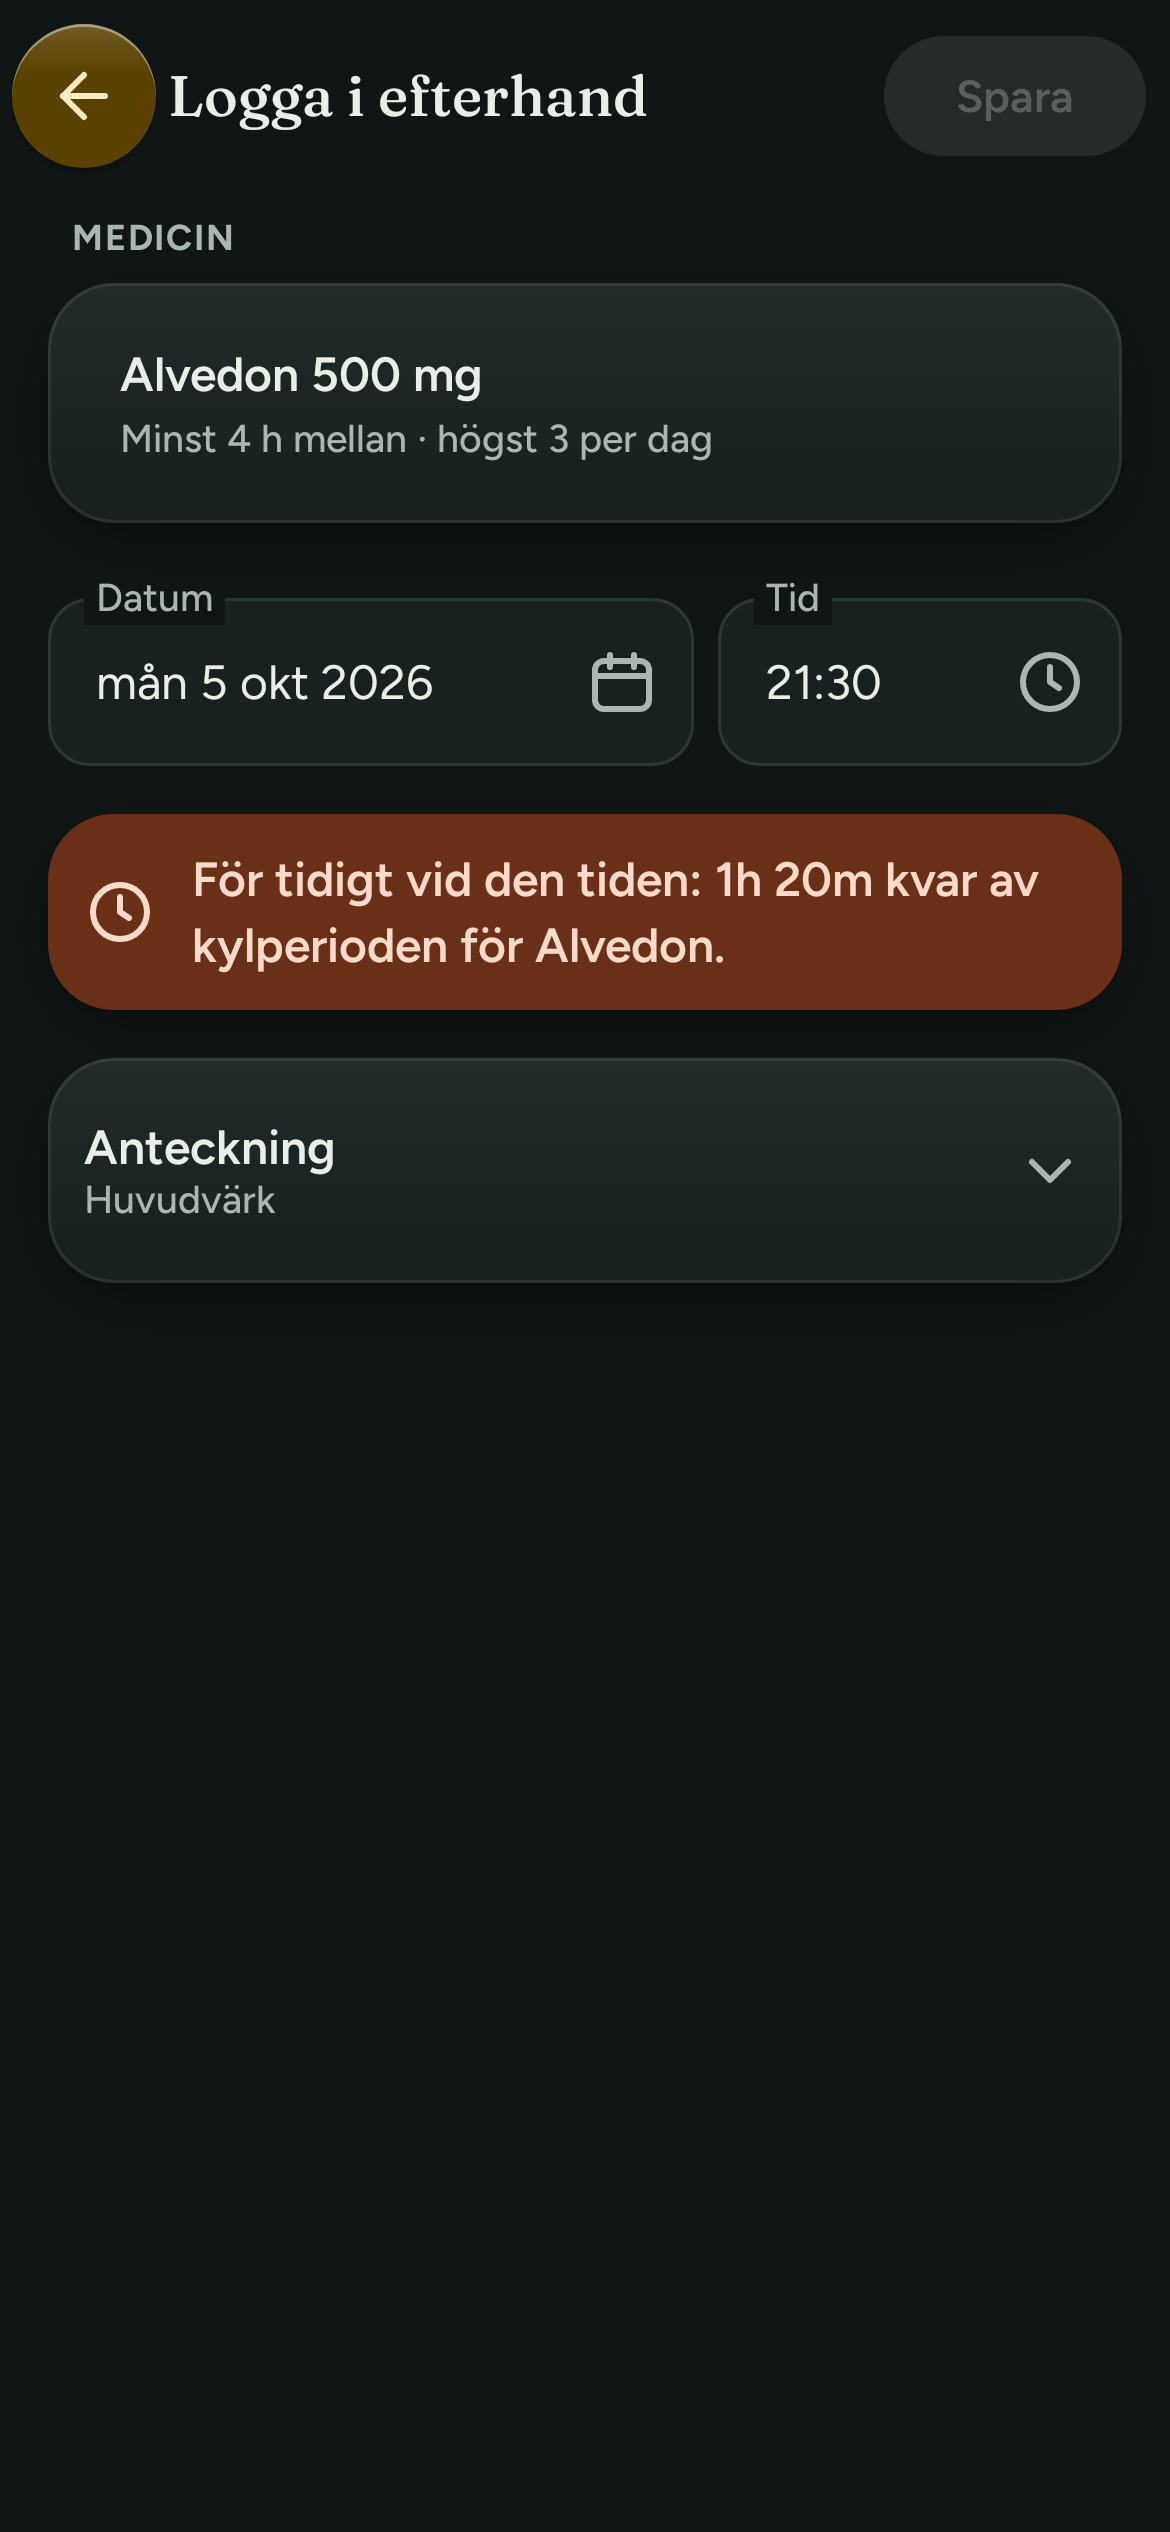 Logga i efterhand
Spara
MEDICIN
Alvedon 500 mg
Minst 4 h mellan · högst 3 per dag
Datum
mån 5 okt 2026
Tid
21:30
För tidigt vid den tiden: 1h 20m kvar av
kylperioden för Alvedon.
Anteckning
Huvudvärk